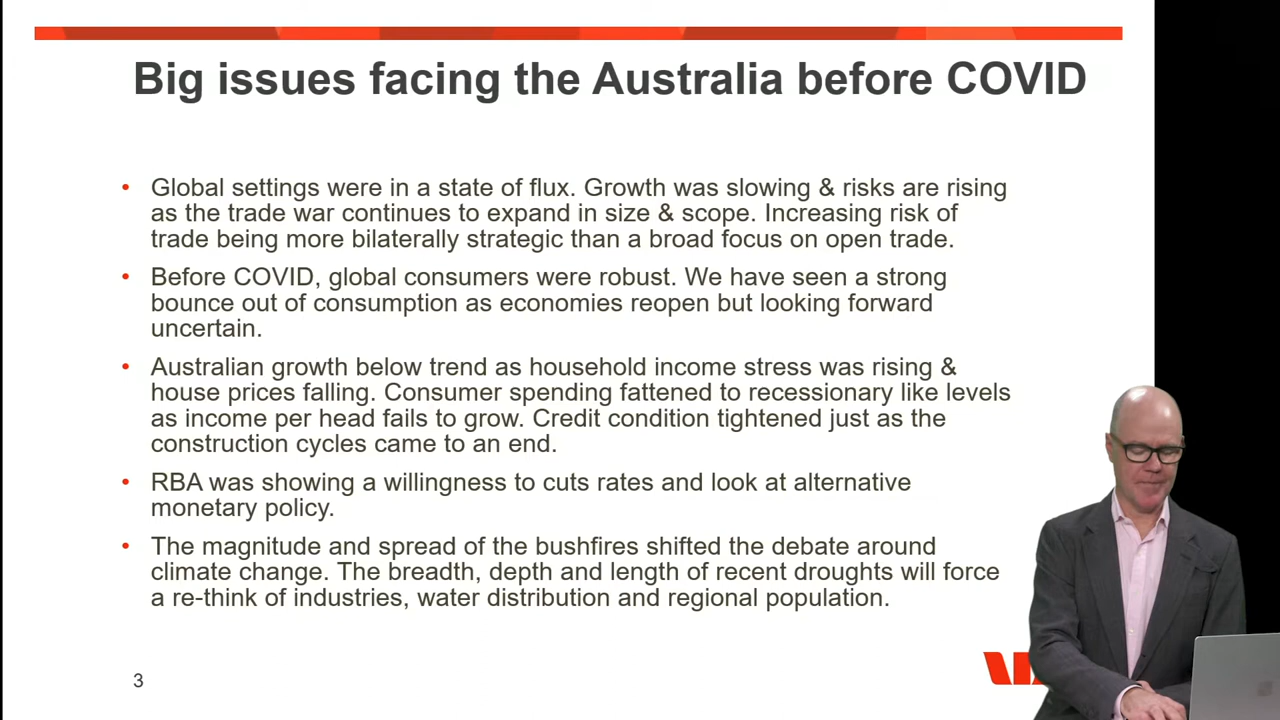 Big issues facing the Australia before COVID
• Global settings were in a state of flux. Growth was slowing & risks are rising
as the trade war continues to expand in size & scope. Increasing risk of
trade being more bilaterally strategic than a broad focus on open trade.
• Before COVID, global consumers were robust. We have seen a strong
bounce out of consumption as economies reopen but looking forward
uncertain.
• Australian growth below trend as household income stress was rising &
house prices falling. Consumer spending fattened to recessionary like levels
as income per head fails to grow. Credit condition tightened just as the
construction cycles came to an end.
• RBA was showing a willingness to cuts rates and look at alternative
monetary policy.
• The magnitude and spread of the bushfires shifted the debate around
climate change. The breadth, depth and length of recent droughts will force
a re-think of industries, water distribution and regional population.
3